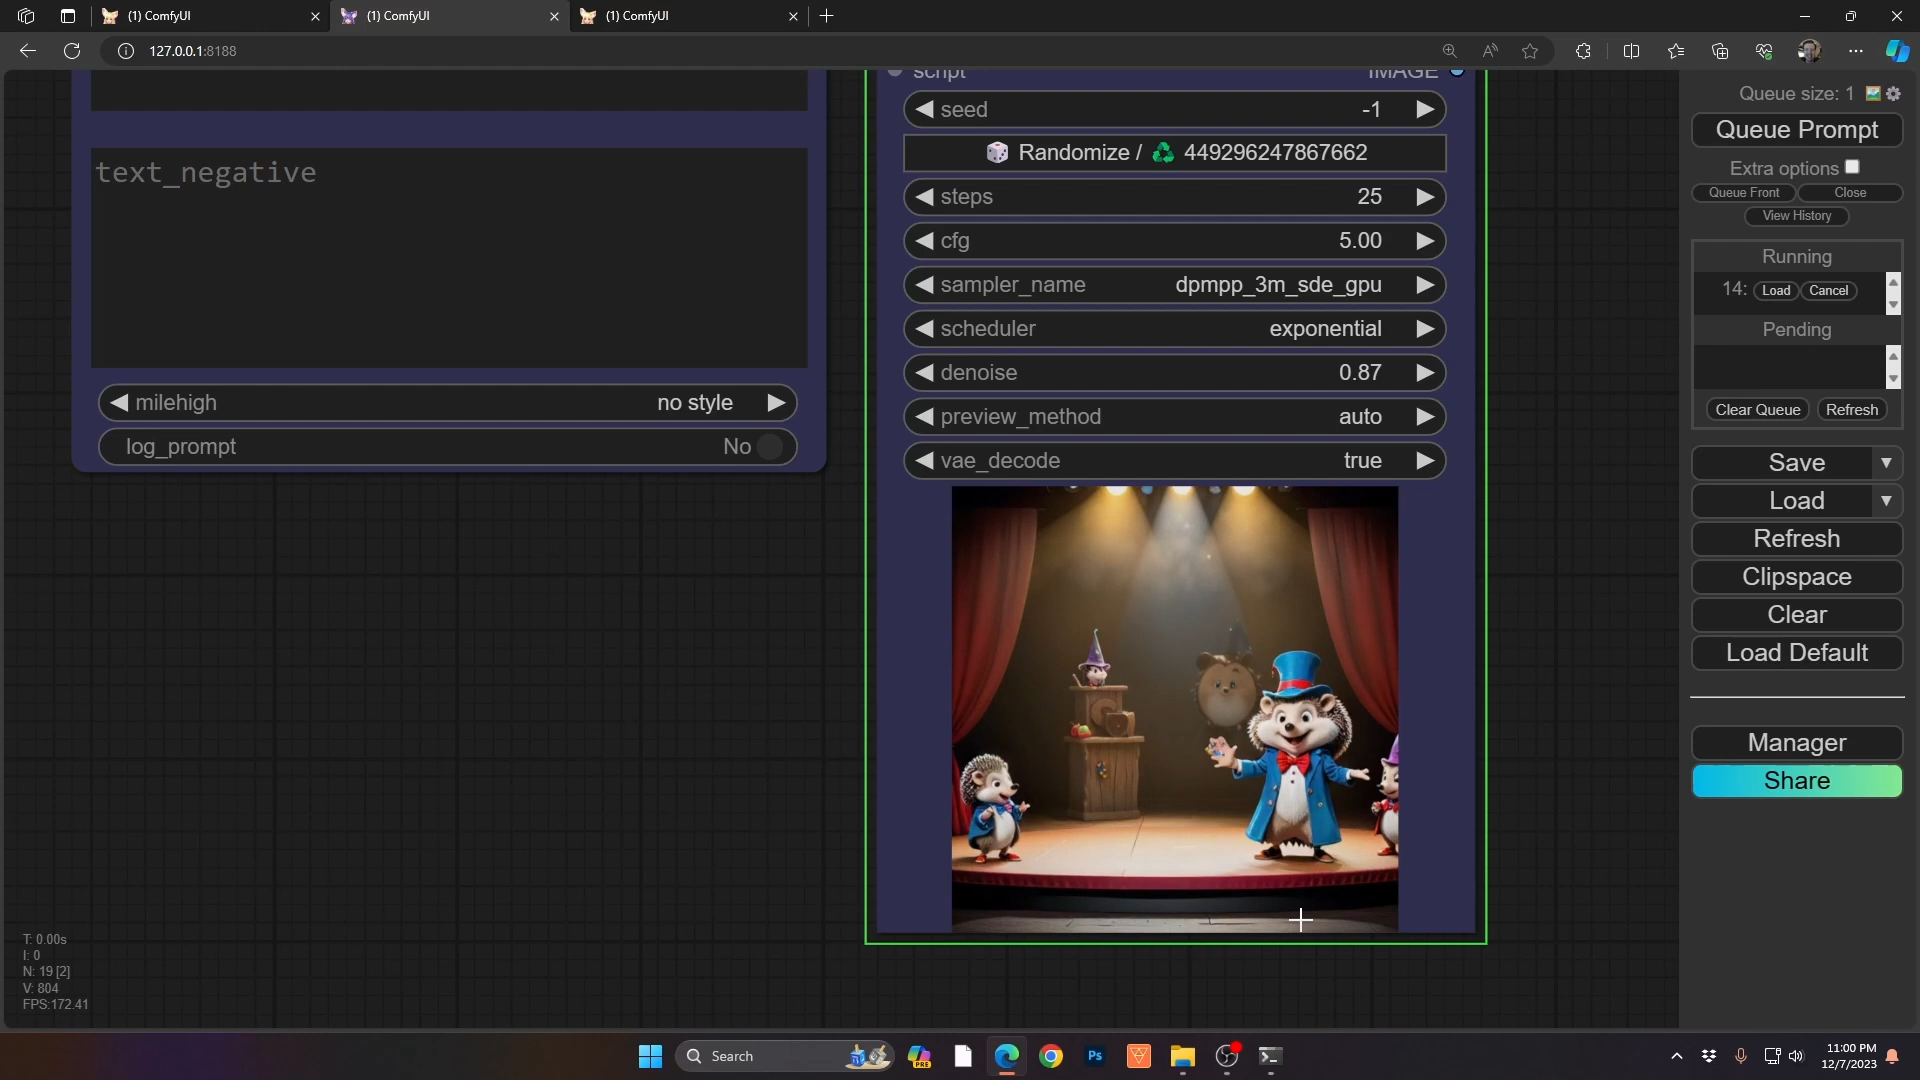 (1) ComfyUI
(1) ComfyUI
(1) ComfyUI
127.0.0.1:8188
script IMAGE
seed -1
Randomize / 449296247867662
steps 25
cfg 5.00
sampler_name dpmpp_3m_sde_gpu
scheduler exponential
denoise 0.87
preview_method auto
vae_decode true
text_negative
milehigh no style
log_prompt No
Queue size: 1
Queue Prompt
Extra options
Queue Front Close
View History
Running
14: Load Cancel
Pending
Clear Queue Refresh
Save
Load
Refresh
Clipspace
Clear
Load Default
Manager
Share
T: 0.00s
I: 0
N: 19 [2]
V: 804
FPS:172.41
Search
PRE
Ps
11:00 PM
12/7/2023